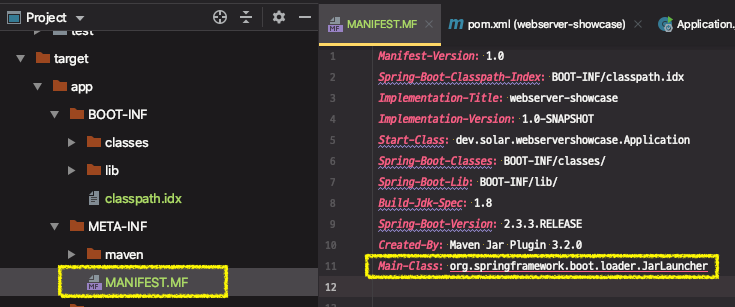 Project
test
target
app
BOOT-INF
classes
lib
classpath.idx
META-INF
maven
MANIFEST.MF
MANIFEST.MF
pom.xml (webserver-showcase)
Application.
1 Manifest-Version: 1.0
2 Spring-Boot-Classpath-Index: BOOT-INF/classpath.idx
3 Implementation-Title: webserver-showcase
4 Implementation-Version: 1.0-SNAPSHOT
5 Start-Class: dev.solar.webservershowcase.Application
6 Spring-Boot-Classes: BOOT-INF/classes/
7 Spring-Boot-Lib: BOOT-INF/lib/
8 Build-Jdk-Spec: 1.8
9 Spring-Boot-Version: 2.3.3.RELEASE
10 Created-By: Maven Jar Plugin 3.2.0
11 Main-Class: org.springframework.boot.loader.JarLauncher
12